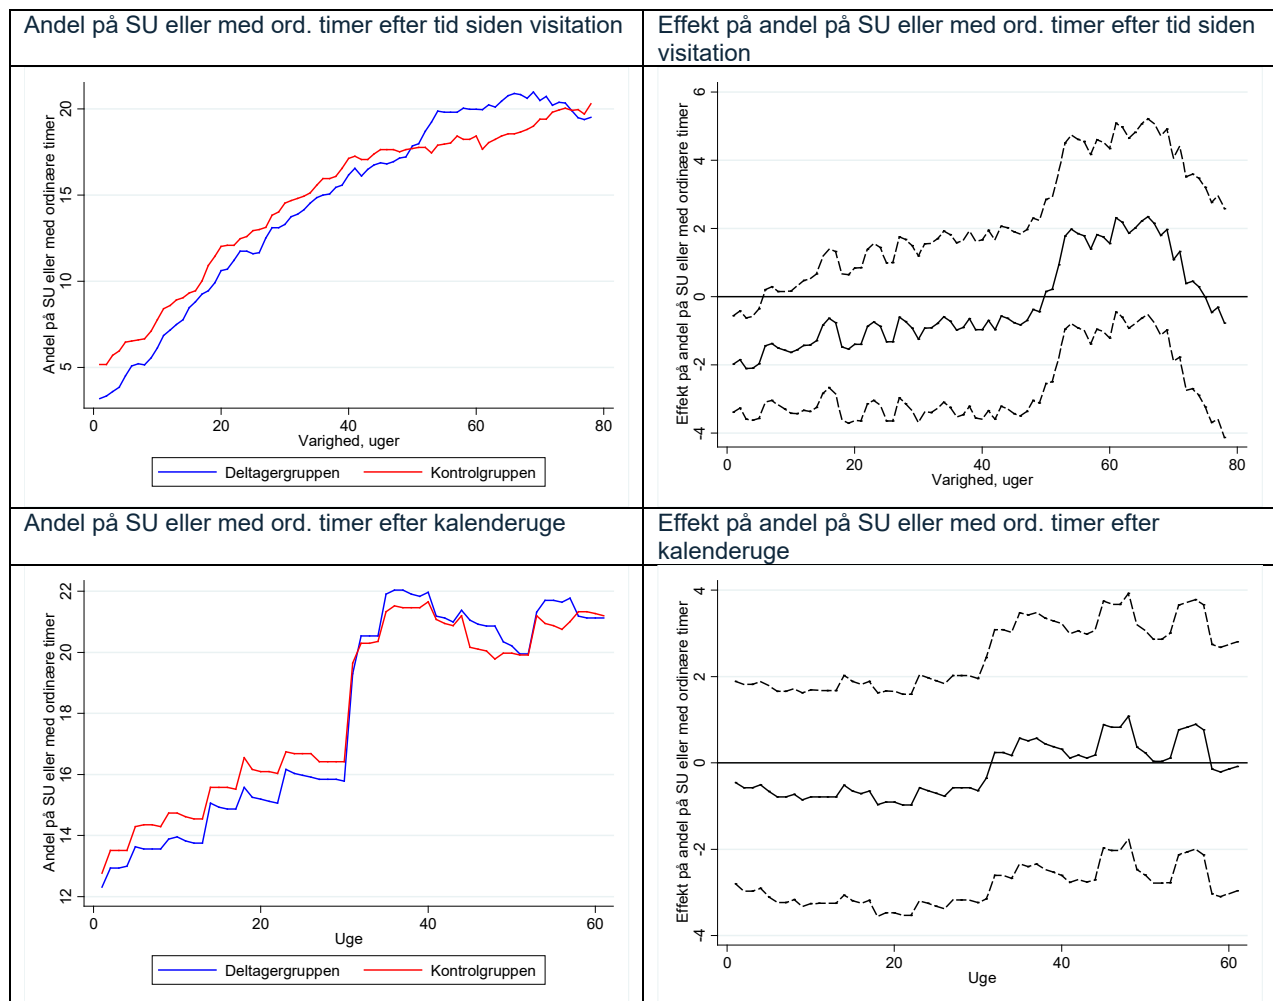 Andel på SU eller med ord. timer efter tid siden visitation
Effekt på andel på SU eller med ord. timer efter tid siden
visitation
Andel på SU eller med ordinære timer
20
15
10
5
0
20
40
60
80
Varighed, uger
Deltagergruppen
Kontrolgruppen
Effekt på andel på SU eller med ordinære timer
6
4
2
0
-2
-4
0
20
40
60
80
Varighed, uger
Andel på SU eller med ord. timer efter kalenderuge
Effekt på andel på SU eller med ord. timer efter
kalenderuge
Andel på SU eller med ordinære timer
22
20
18
16
14
12
0
20
40
60
Uge
Deltagergruppen
Kontrolgruppen
Effekt på andel på SU eller med ordinære timer
4
2
0
-2
-4
0
20
40
60
Uge